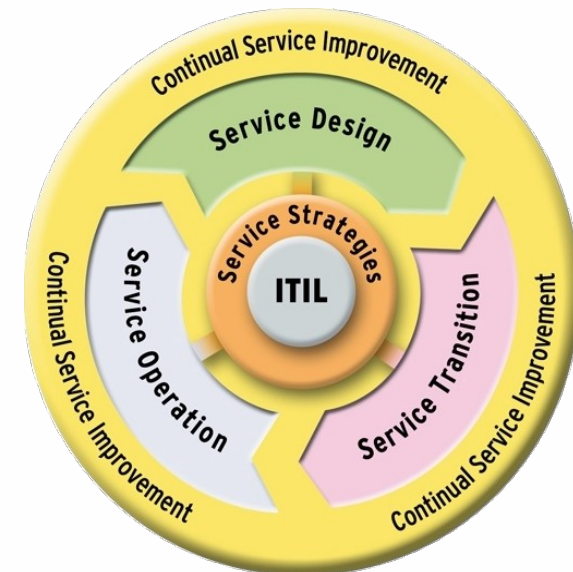 Continual Service Improvement
Service Design
Service Strategies
ITIL
Service Operation
Service Transition
Continual Service Improvement
Continual Service Improvement